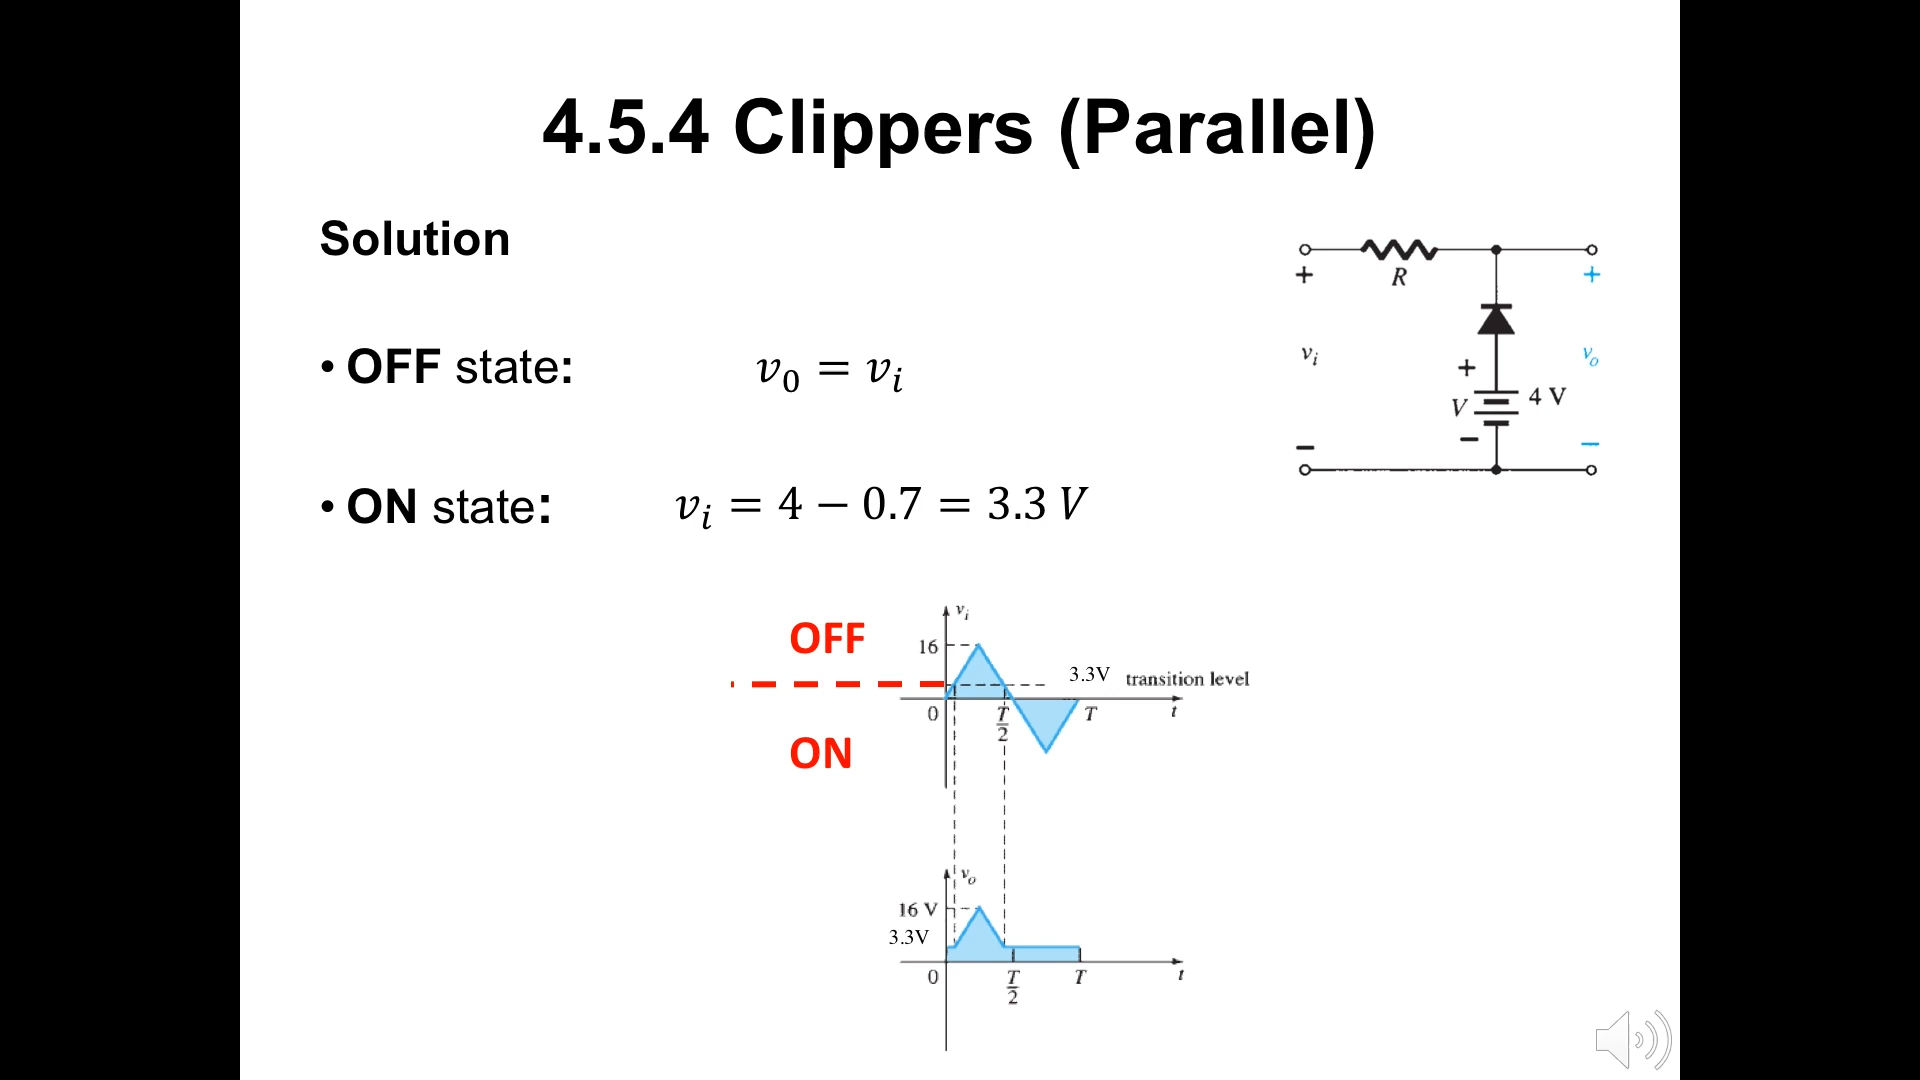 4.5.4 Clippers (Parallel)
Solution
• OFF state: v₀ = vᵢ
• ON state: vᵢ = 4 − 0.7 = 3.3 V
R
+
+
vᵢ
vₒ
+
V
4 V
−
−
−
OFF
ON
vᵢ
16
3.3V transition level
0
T/2
T
t
vₒ
16 V
3.3V
0
T/2
T
t